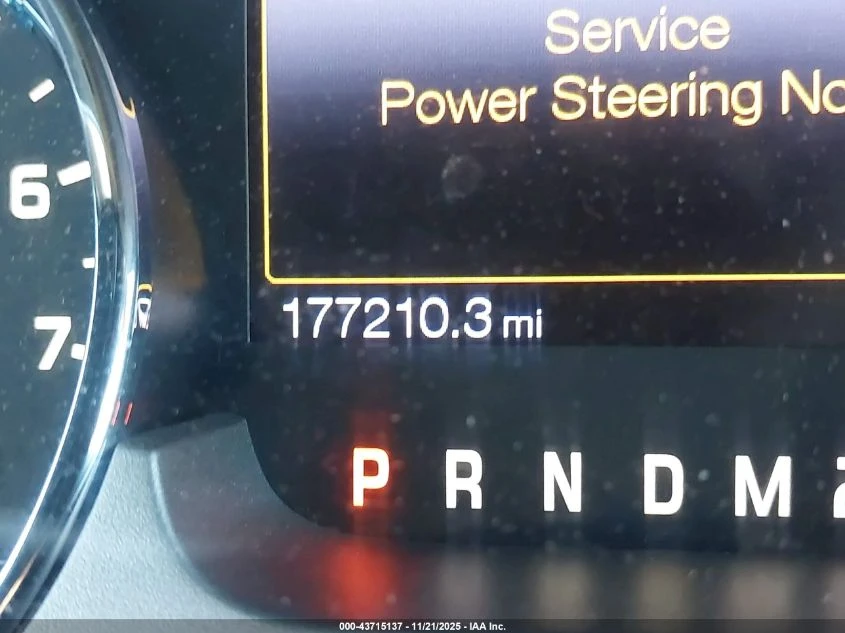 Service
Power Steering No
6
7
177210.3 mi
P R N D M
000-43715137 - 11/21/2025 - IAA Inc.